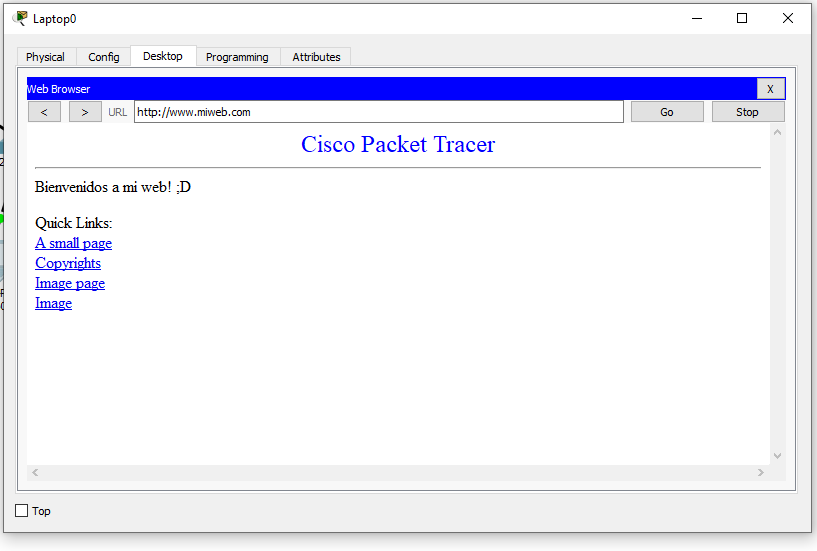 Laptop0
Physical Config Desktop Programming Attributes
Web Browser X
< > URL http://www.miweb.com Go Stop
Cisco Packet Tracer
Bienvenidos a mi web! ;D
Quick Links:
A small page
Copyrights
Image page
Image
Top